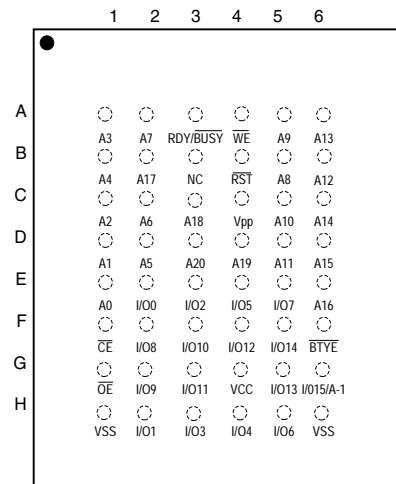 1 2 3 4 5 6
A
A3 A7 RDY/BUSY WE A9 A13
B
A4 A17 NC RST A8 A12
C
A2 A6 A18 Vpp A10 A14
D
A1 A5 A20 A19 A11 A15
E
A0 I/O0 I/O2 I/O5 I/O7 A16
F
CE I/O8 I/O10 I/O12 I/O14 BTYE
G
OE I/O9 I/O11 VCC I/O13 I/015/A-1
H
VSS I/O1 I/O3 I/O4 I/O6 VSS